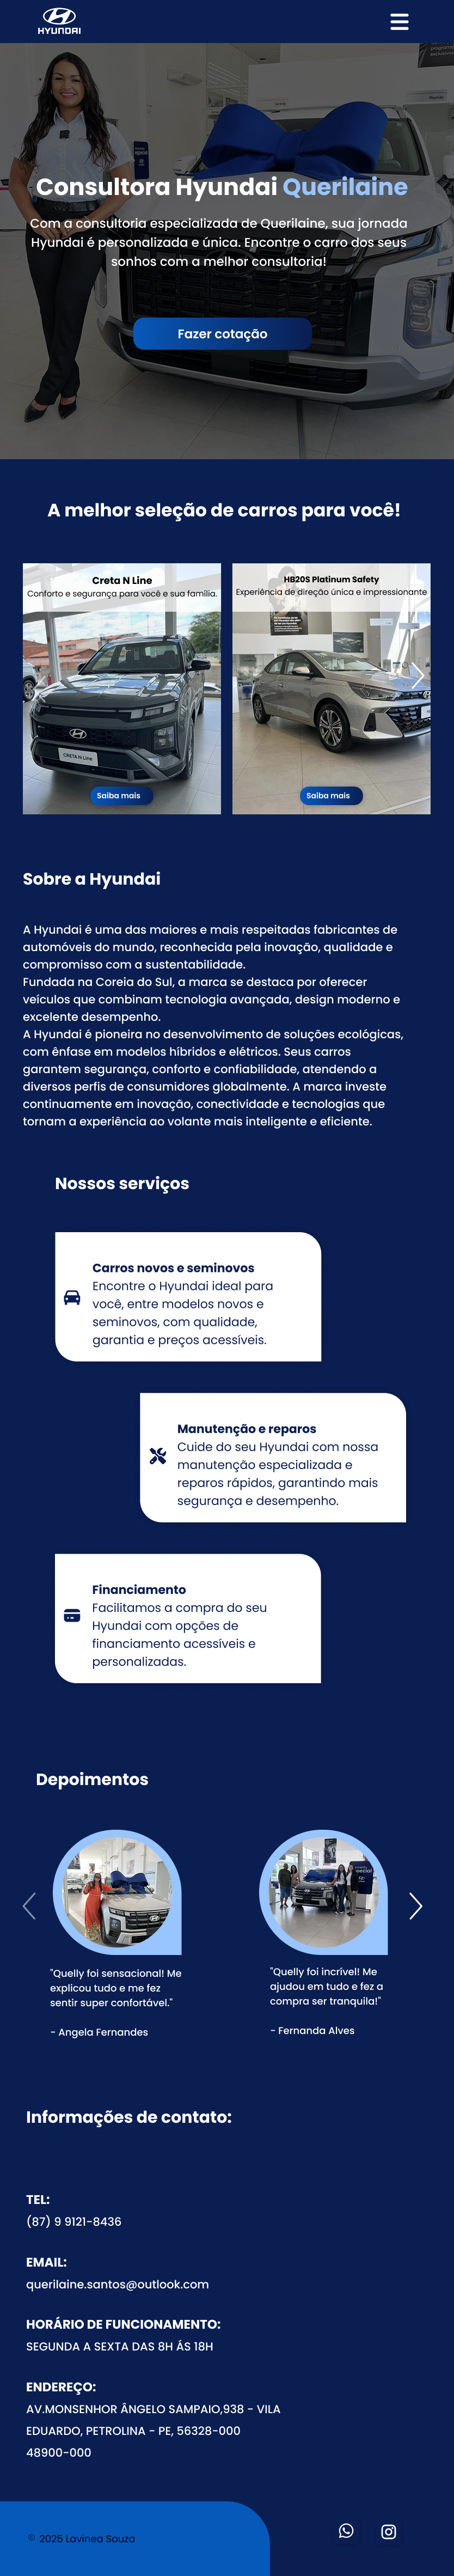 HYUNDAI
Consultora Hyundai Querilaine
Com a consultoria especializada de Querilaine, sua jornada
Hyundai é personalizada e única. Encontre o carro dos seus
sonhos com a melhor consultoria!
Fazer cotação
A melhor seleção de carros para você!
Creta N Line
Conforto e segurança para você e sua família.
CRETA N Line
Saiba mais
HB20S Platinum Safety
Experiência de direção única e impressionante
Saiba mais
Sobre a Hyundai
A Hyundai é uma das maiores e mais respeitadas fabricantes de
automóveis do mundo, reconhecida pela inovação, qualidade e
compromisso com a sustentabilidade.
Fundada na Coreia do Sul, a marca se destaca por oferecer
veículos que combinam tecnologia avançada, design moderno e
excelente desempenho.
A Hyundai é pioneira no desenvolvimento de soluções ecológicas,
com ênfase em modelos híbridos e elétricos. Seus carros
garantem segurança, conforto e confiabilidade, atendendo a
diversos perfis de consumidores globalmente. A marca investe
continuamente em inovação, conectividade e tecnologias que
tornam a experiência ao volante mais inteligente e eficiente.
Nossos serviços
Carros novos e seminovos
Encontre o Hyundai ideal para
você, entre modelos novos e
seminovos, com qualidade,
garantia e preços acessíveis.
Manutenção e reparos
Cuide do seu Hyundai com nossa
manutenção especializada e
reparos rápidos, garantindo mais
segurança e desempenho.
Financiamento
Facilitamos a compra do seu
Hyundai com opções de
financiamento acessíveis e
personalizadas.
Depoimentos
"Quelly foi sensacional! Me
explicou tudo e me fez
sentir super confortável."
- Angela Fernandes
"Quelly foi incrível! Me
ajudou em tudo e fez a
compra ser tranquila!"
- Fernanda Alves
Informações de contato:
TEL:
(87) 9 9121-8436
EMAIL:
querilaine.santos@outlook.com
HORÁRIO DE FUNCIONAMENTO:
SEGUNDA A SEXTA DAS 8H ÁS 18H
ENDEREÇO:
AV.MONSENHOR ÂNGELO SAMPAIO,938 - VILA
EDUARDO, PETROLINA - PE, 56328-000
48900-000
© 2025 Lavinea Souza